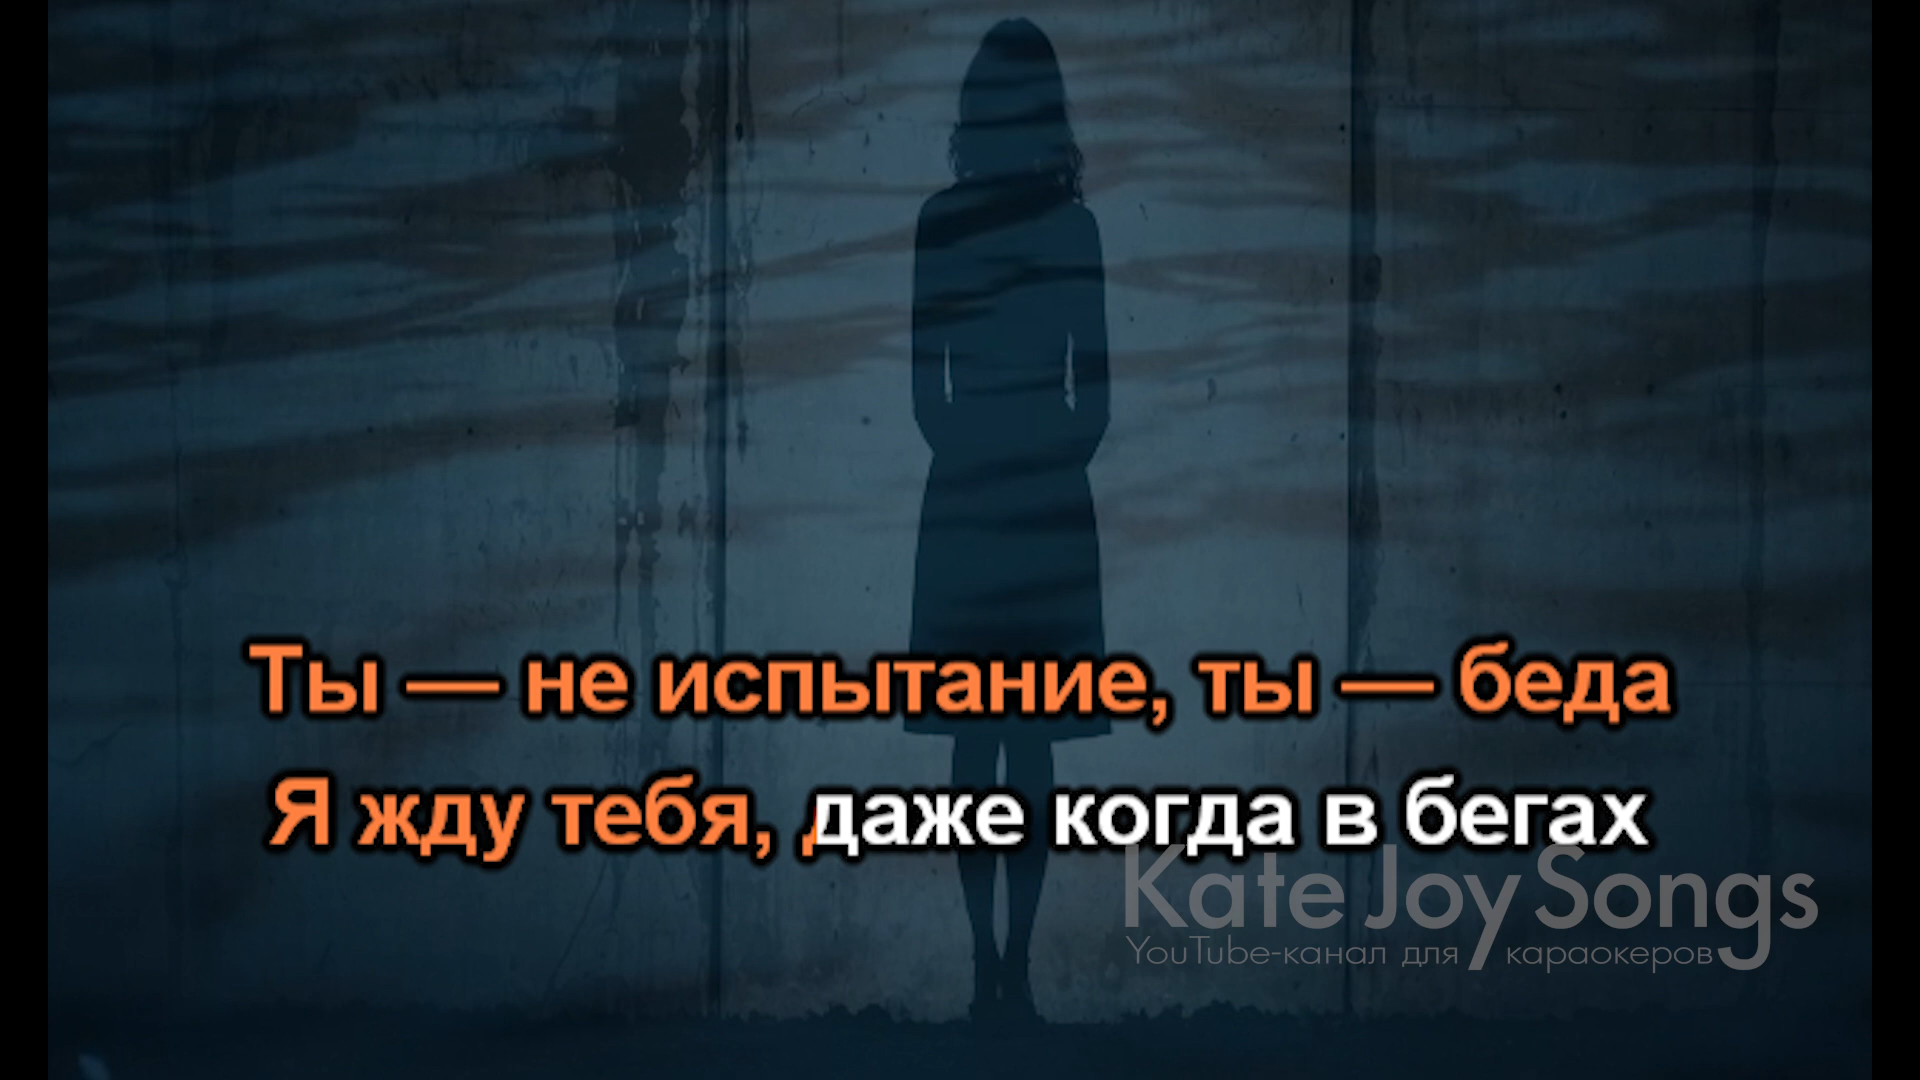 Ты — не испытание, ты — беда
Я жду тебя, даже когда в бегах
Kate Joy Songs
YouTube-канал для караокеров